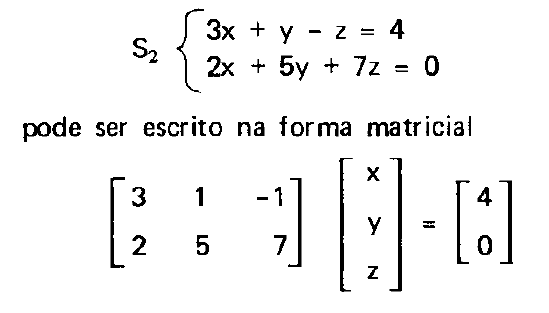 S₂ { 3x + y − z = 4
2x + 5y + 7z = 0
pode ser escrito na forma matricial
[ 3 1 −1 ] [ x ] = [ 4 ]
[ 2 5 7 ] [ y ] [ 0 ]
[ z ]